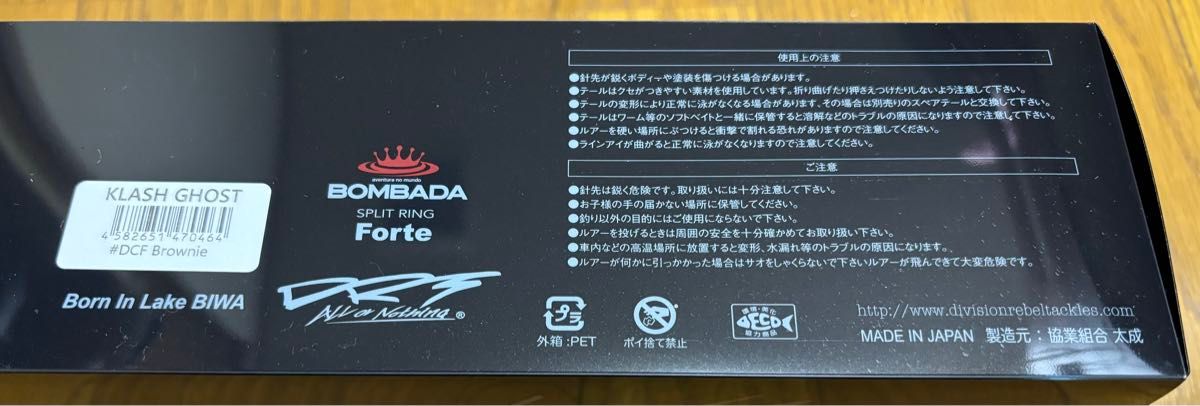 KLASH GHOST
4 582651 470464
#DCF Brownie
Born In Lake BIWA
aventura no mundo
BOMBADA
SPLIT RING
Forte
DRT
All or Nothing ®
使用上の注意
●針先が鋭くボディーや塗装を傷つける場合があります。
●テールはクセがつきやすい素材を使用しています。折り曲げたり押さえつけたりしないよう注意して下さい。
●テールの変形により正常に泳がなくなる場合があります、その場合は別売りのスペアテールと交換して下さい。
●テールはワーム等のソフトベイトと一緒に保管すると溶解などのトラブルの原因になりますので注意して下さい。
●ルアーを硬い場所にぶつけると衝撃で割れる恐れがありますので注意してください。
●ラインアイが曲がると正常に泳がなくなりますので注意してください。
ご注意
●針先は鋭く危険です。取り扱いには十分注意して下さい。
●お子様の手の届かない場所に保管してください。
●釣り以外の目的にはご使用にならないで下さい。
●ルアーを投げるときは周囲の安全を十分確かめてお取り扱い下さい。
●車内などの高温場所に放置すると変形、水漏れ等のトラブルの原因になります。
●ルアーが何かに引っかかった場合はサオをしゃくらないで下さいルアーが飛んできて大変危険です。
プラ
外箱:PET
ポイ捨て禁止
環境・美化
ECO
協力商品
http://www.divisionrebeltackles.com
MADE IN JAPAN 製造元：協業組合 太成